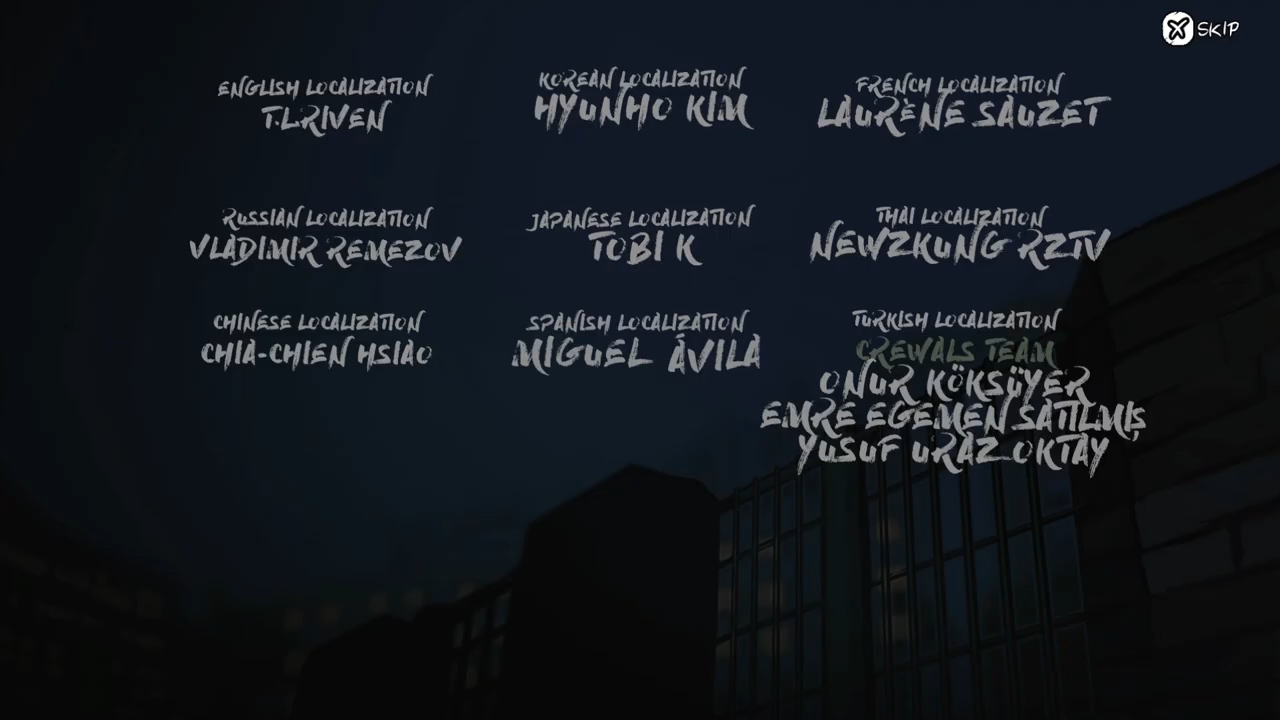 SKIP
ENGLISH LOCALIZATION
T.LRIVEN
KOREAN LOCALIZATION
HYUNHO KIM
FRENCH LOCALIZATION
LAURÈNE SAUZET
RUSSIAN LOCALIZATION
VLADIMIR REMEZOV
JAPANESE LOCALIZATION
TOBI K
THAI LOCALIZATION
NEWZKUNG RZTV
CHINESE LOCALIZATION
CHIA-CHIEN HSIAO
SPANISH LOCALIZATION
MIGUEL ÁVILA
TURKISH LOCALIZATION
CREWALS TEAM
ONUR KÖKSÜYER
EMRE EGEMEN SATILMIŞ
YUSUF URAZ OKTAY